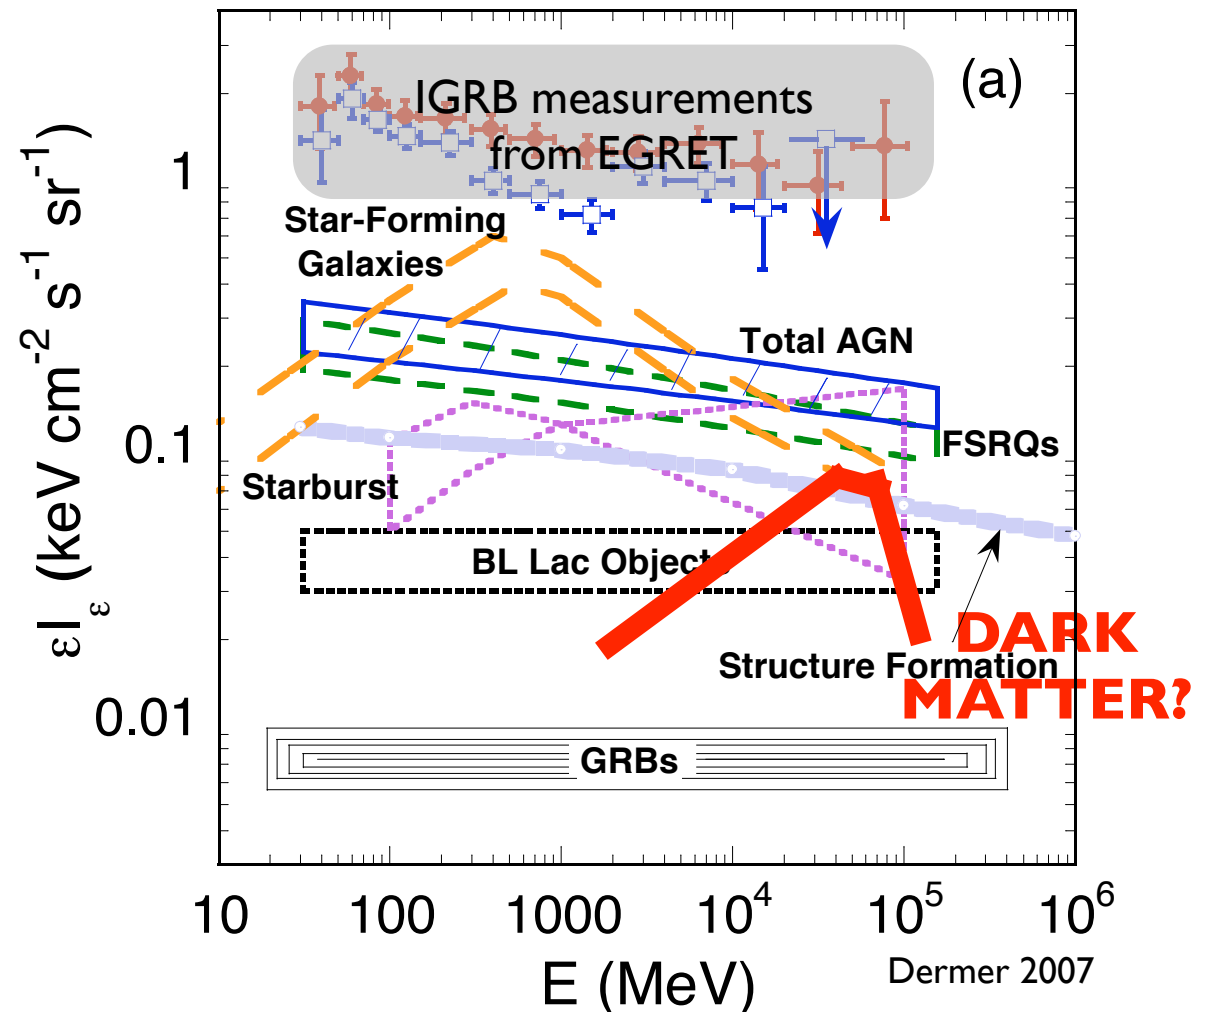 (a)
IGRB measurements
from EGRET
εI_ε (keV cm^-2 s^-1 sr^-1)
1
0.1
0.01
Star-Forming
Galaxies
Total AGN
FSRQs
Starburst
BL Lac Objects
DARK
MATTER?
Structure Formation
GRBs
10 100 1000 10^4 10^5 10^6
E (MeV)
Dermer 2007